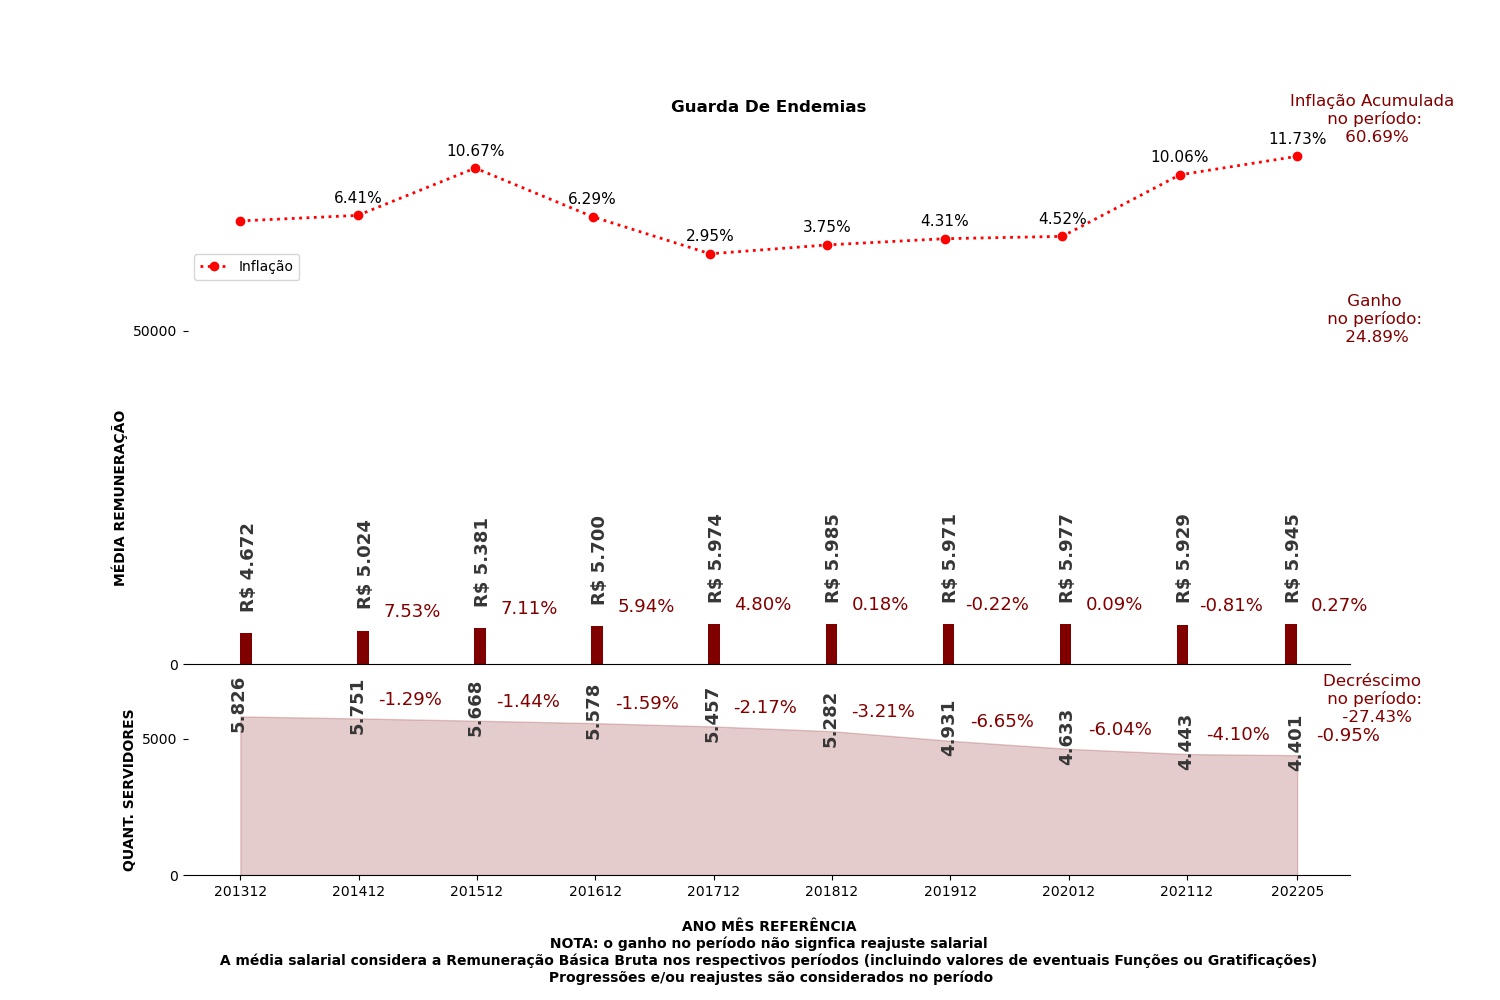 Guarda De Endemias
Inflação Acumulada
no período:
60.69%
6.41%
10.67%
6.29%
2.95%
3.75%
4.31%
4.52%
10.06%
11.73%
Inflação
Ganho
no período:
24.89%
50000
0
MÉDIA REMUNERAÇÃO
R$ 4.672
R$ 5.024
R$ 5.381
R$ 5.700
R$ 5.974
R$ 5.985
R$ 5.971
R$ 5.977
R$ 5.929
R$ 5.945
7.53%
7.11%
5.94%
4.80%
0.18%
-0.22%
0.09%
-0.81%
0.27%
Decréscimo
no período:
-27.43%
5.826
5.751
5.668
5.578
5.457
5.282
4.931
4.633
4.443
4.401
-1.29%
-1.44%
-1.59%
-2.17%
-3.21%
-6.65%
-6.04%
-4.10%
-0.95%
5000
0
QUANT. SERVIDORES
201312
201412
201512
201612
201712
201812
201912
202012
202112
202205
ANO MÊS REFERÊNCIA
NOTA: o ganho no período não signfica reajuste salarial
A média salarial considera a Remuneração Básica Bruta nos respectivos períodos (incluindo valores de eventuais Funções ou Gratificações)
Progressões e/ou reajustes são considerados no período